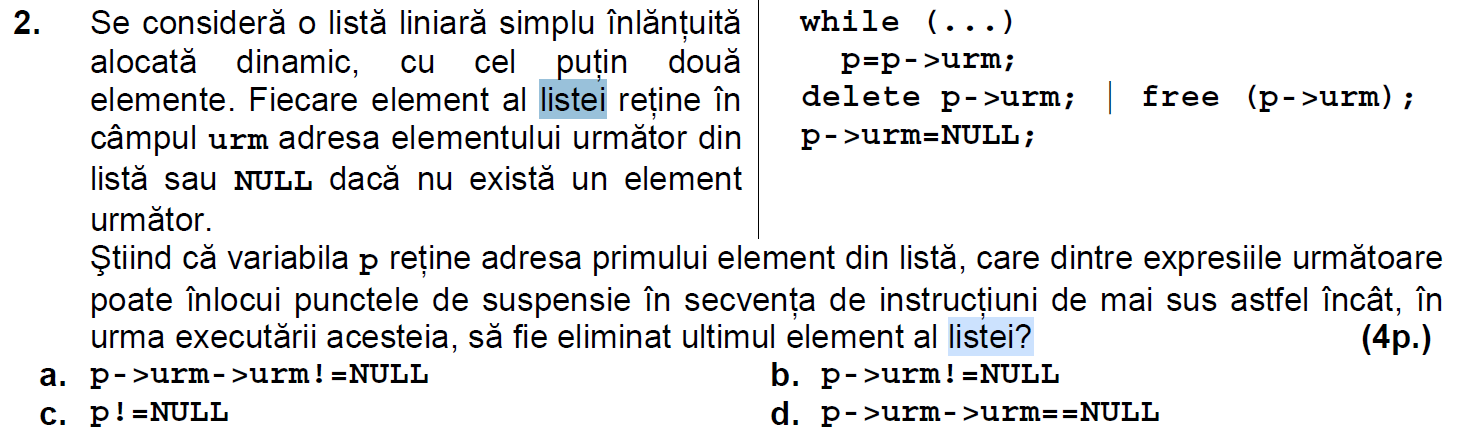 2. Se consideră o listă liniară simplu înlănțuită
alocată dinamic, cu cel puțin două
elemente. Fiecare element al listei reține în
câmpul urm adresa elementului următor din
listă sau NULL dacă nu există un element
următor.
while (...)
p=p->urm;
delete p->urm; | free (p->urm);
p->urm=NULL;
Ştiind că variabila p reține adresa primului element din listă, care dintre expresiile următoare
poate înlocui punctele de suspensie în secvența de instrucțiuni de mai sus astfel încât, în
urma executării acesteia, să fie eliminat ultimul element al listei? (4p.)
a. p->urm->urm!=NULL b. p->urm!=NULL
c. p!=NULL d. p->urm->urm==NULL